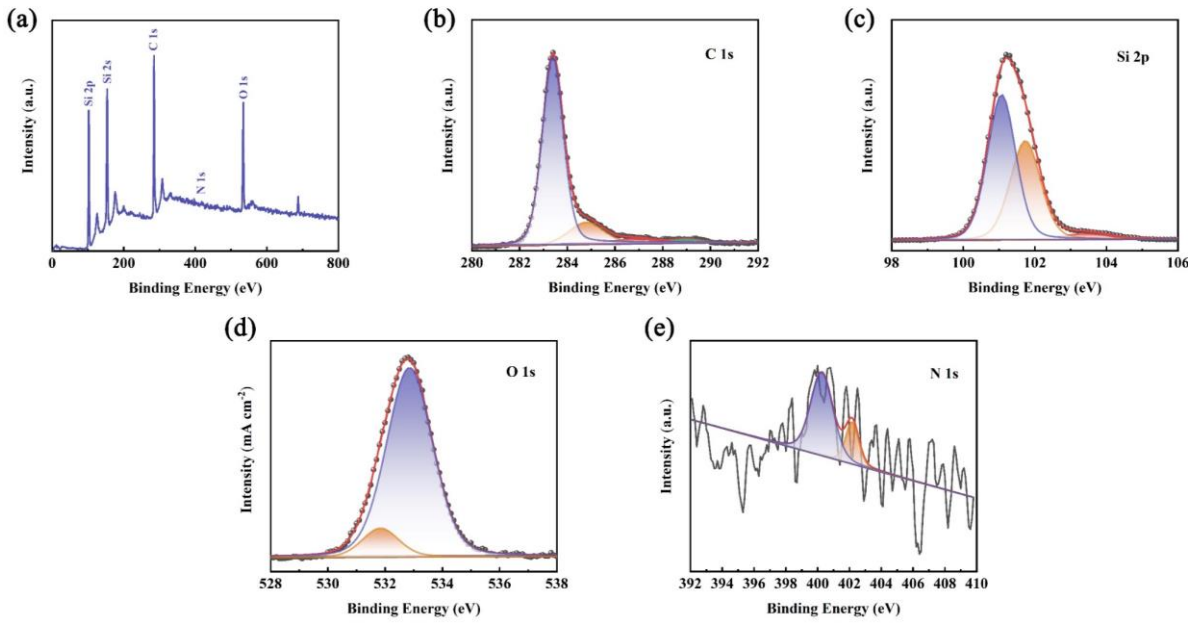 (a)
Intensity (a.u.)
Si 2p
Si 2s
C 1s
N 1s
O 1s
0 200 400 600 800
Binding Energy (eV)
(b)
Intensity (a.u.)
C 1s
280 282 284 286 288 290 292
Binding Energy (eV)
(c)
Intensity (a.u.)
Si 2p
98 100 102 104 106
Binding Energy (eV)
(d)
Intensity (mA cm-2)
O 1s
528 530 532 534 536 538
Binding Energy (eV)
(e)
Intensity (a.u.)
N 1s
392 394 396 398 400 402 404 406 408 410
Binding Energy (eV)